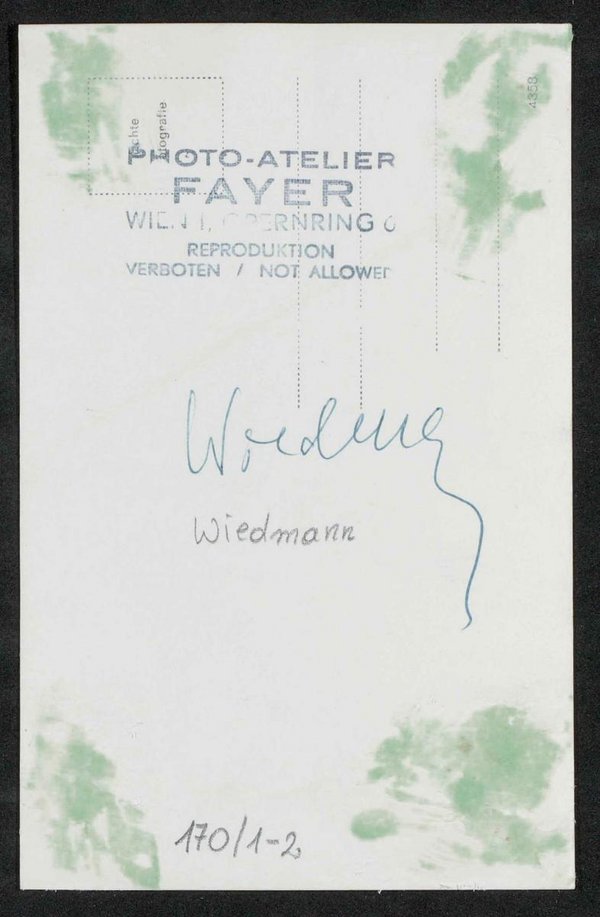 PHOTO-ATELIER
FAYER
WIEN I, OPERNRING 6
REPRODUKTION
VERBOTEN / NOT ALLOWED
4358
Wiedmann
170/1-2